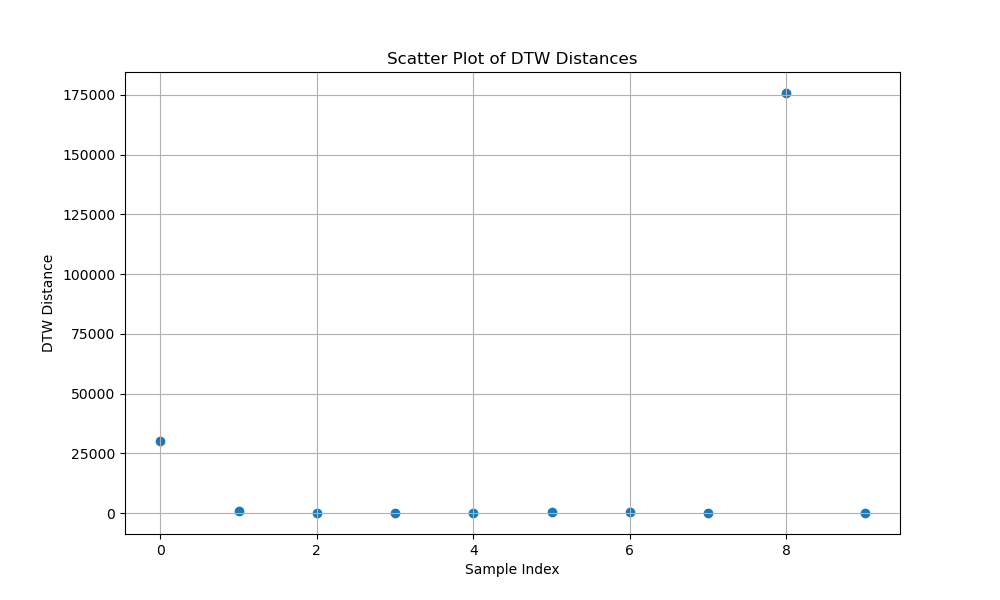 Scatter Plot of DTW Distances
175000
150000
125000
100000
75000
50000
25000
0
DTW Distance
0 2 4 6 8
Sample Index